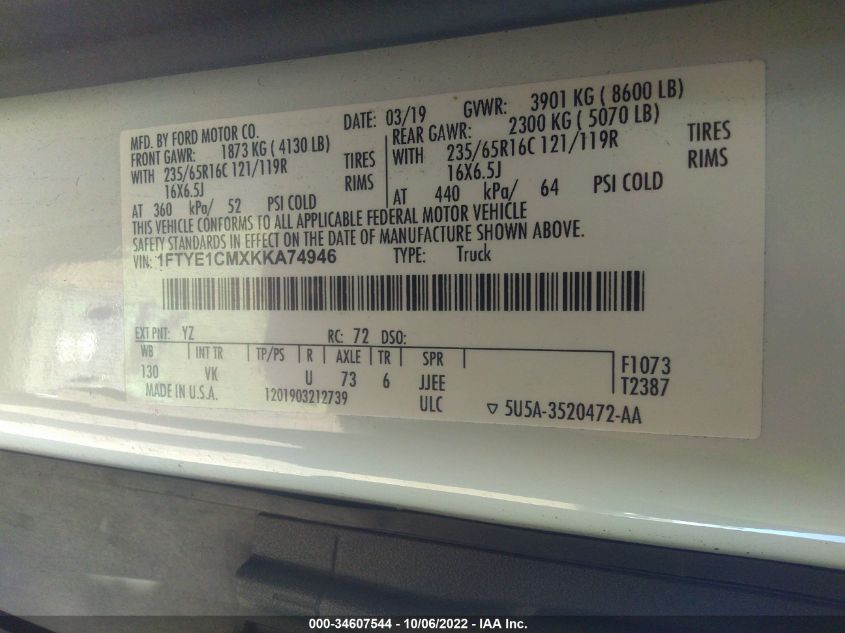 MFD. BY FORD MOTOR CO. DATE: 03/19 GVWR: 3901 KG ( 8600 LB)
FRONT GAWR: 1873 KG ( 4130 LB) REAR GAWR: 2300 KG ( 5070 LB)
WITH 235/65R16C 121/119R TIRES WITH 235/65R16C 121/119R TIRES
16X6.5J RIMS 16X6.5J RIMS
AT 360 kPa/ 52 PSI COLD AT 440 kPa/ 64 PSI COLD
THIS VEHICLE CONFORMS TO ALL APPLICABLE FEDERAL MOTOR VEHICLE
SAFETY STANDARDS IN EFFECT ON THE DATE OF MANUFACTURE SHOWN ABOVE.
VIN: 1FTYE1CMXKKA74946 TYPE: Truck
EXT PNT: YZ RC: 72 DSO:
WB INT TR TP/PS R AXLE TR SPR
130 VK U 73 6 JJEE F1073
MADE IN U.S.A. 1201903212739 ULC T2387
▽ 5U5A-3520472-AA
000-34607544 - 10/06/2022 - IAA Inc.